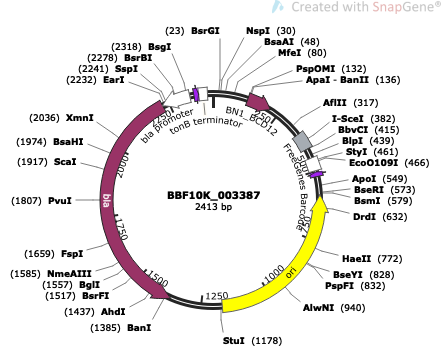 Created with SnapGene®
(23) BsrGI
NspI (30)
BsaAI (48)
MfeI (80)
PspOMI (132)
ApaI - BanII (136)
AflII (317)
I-SceI (382)
BbvCI (415)
BlpI (439)
StyI (461)
EcoO109I (466)
ApoI (549)
BseRI (573)
BsmI (579)
DrdI (632)
HaeII (772)
BseYI (828)
PspFI (832)
AlwNI (940)
StuI (1178)
(1385) BanI
(1437) AhdI
(1517) BsrFI
(1557) BglI
(1585) NmeAIII
(1659) FspI
(1807) PvuI
(1917) ScaI
(1974) BsaHI
(2036) XmnI
(2232) EarI
(2241) SspI
(2278) BsrBI
(2318) BsgI
bla promoter
tonB terminator
BN1_BC012
FreeGenes Barcode
bla
ori
BBF10K_003387
2413 bp
250
500
750
1000
1250
1500
1750
2000
2250